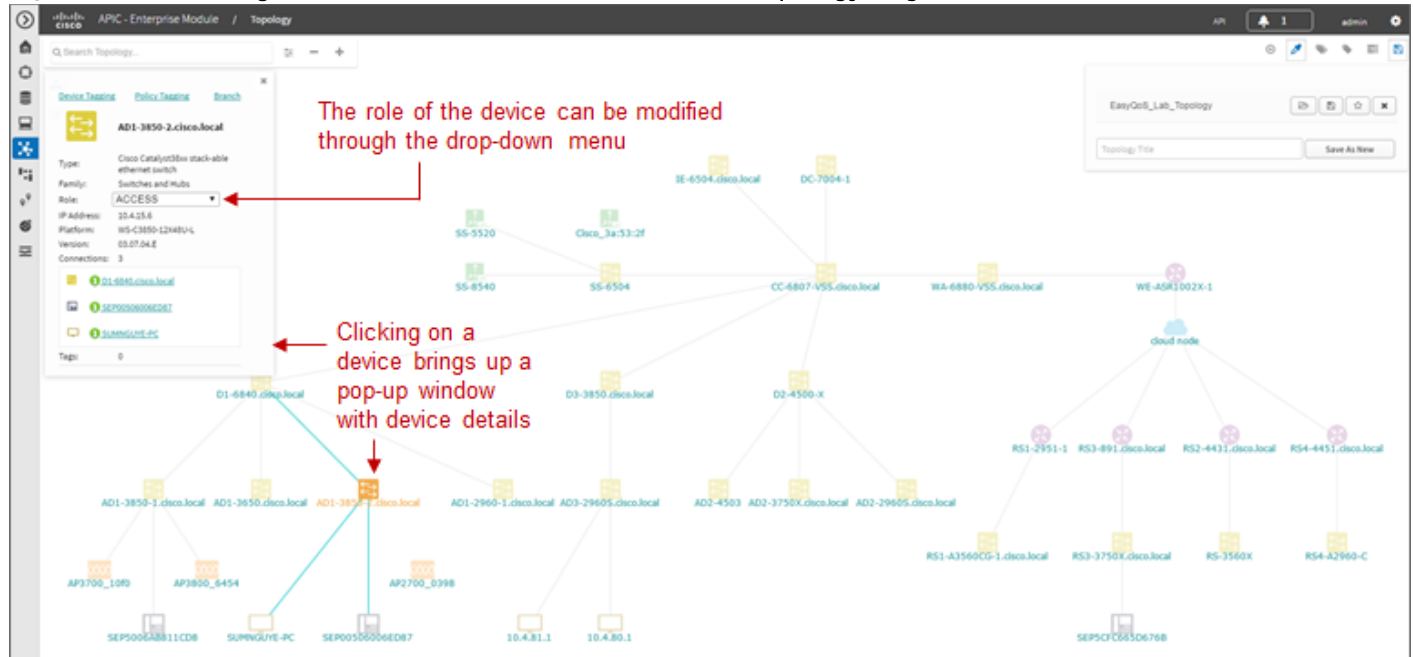 CISCO APIC - Enterprise Module / Topology API 1 admin
Search Topology...
Device Tagging Policy Tagging Branch
AD1-3850-2.cisco.local
Type: Cisco Catalyst38xx stack-able
ethernet switch
Family: Switches and Hubs
Role: ACCESS
IP Address: 10.4.15.6
Platform: WS-C3850-12X48U-L
Version: 03.07.04.E
Connections: 3
D1-6840.cisco.local
SEP00506006ED87
SUMNGUYE-PC
Tags: 0
The role of the device can be modified
through the drop-down menu
Clicking on a
device brings up a
pop-up window
with device details
EasyQoS_Lab_Topology
Topology Title Save As New
IE-6504.cisco.local DC-7004-1
SS-5520 Cisco_3a:53:2f
SS-8540 SS-6504 CC-6807-VSS.cisco.local WA-6880-VSS.cisco.local WE-ASR1002X-1
cloud node
D1-6840.cisco.local D3-3850.cisco.local D2-4500-X
RS1-2951-1 RS3-891.cisco.local RS2-4431.cisco.local RS4-4451.cisco.local
AD1-3850-1.cisco.local AD1-3650.cisco.local AD1-3850-2.cisco.local AD1-2960-1.cisco.local AD3-2960S.cisco.local AD2-4503 AD2-3750X.cisco.local AD2-2960S.cisco.local
RS1-A3560CG-1.cisco.local RS3-3750X.cisco.local RS-3560X RS4-A2960-C
AP3700_10f0 AP3800_6454 AP2700_0398
SEP5006AB811CD8 SUMNGUYE-PC SEP00506006ED87 10.4.81.1 10.4.80.1 SEP5CFC665D676B